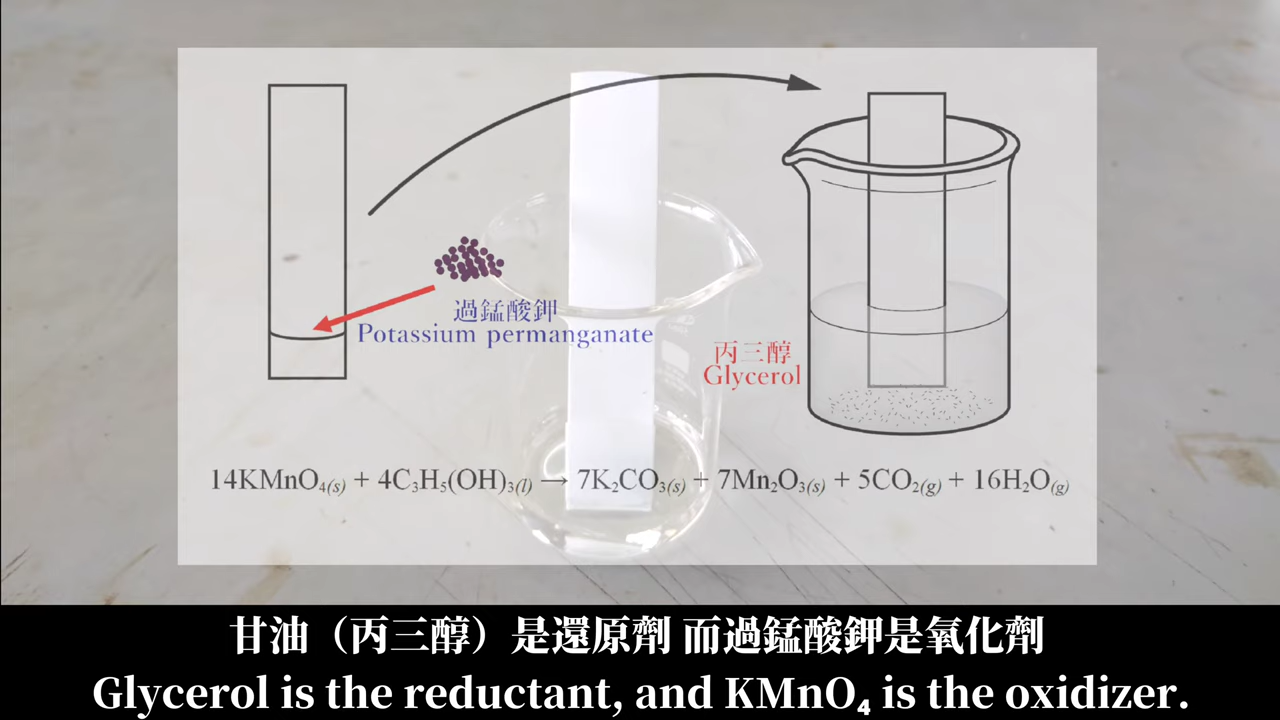 過錳酸鉀
Potassium permanganate
丙三醇
Glycerol
14KMnO₄(s) + 4C₃H₅(OH)₃(l) → 7K₂CO₃(s) + 7Mn₂O₃(s) + 5CO₂(g) + 16H₂O(g)
甘油（丙三醇）是還原劑 而過錳酸鉀是氧化劑
Glycerol is the reductant, and KMnO₄ is the oxidizer.